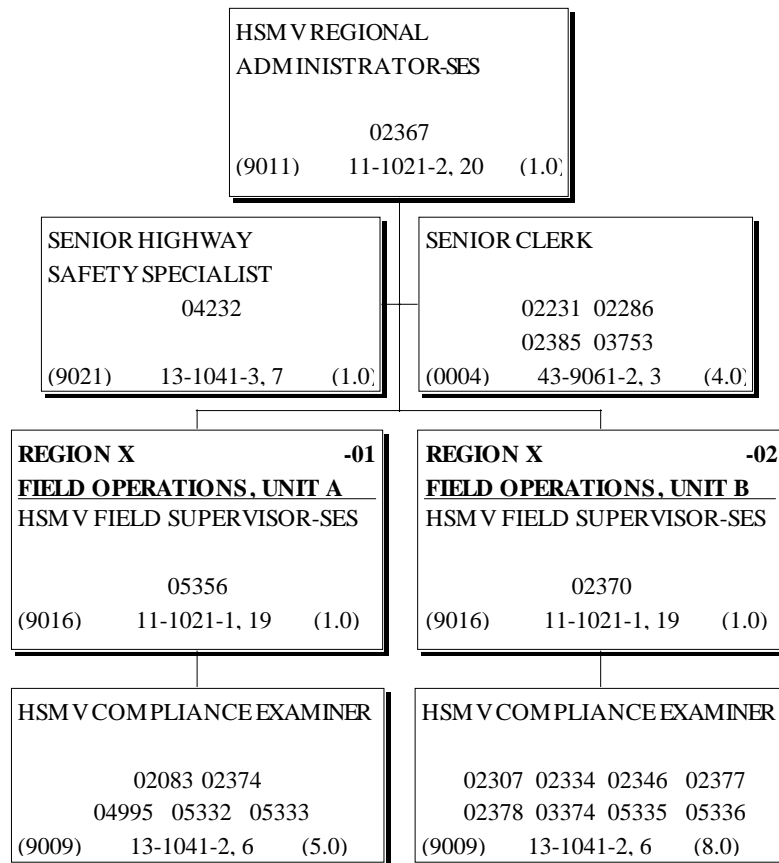 HSMV REGIONAL
ADMINISTRATOR-SES
02367
(9011) 11-1021-2, 20 (1.0)
SENIOR HIGHWAY
SAFETY SPECIALIST
04232
(9021) 13-1041-3, 7 (1.0)
SENIOR CLERK
02231 02286
02385 03753
(0004) 43-9061-2, 3 (4.0)
REGION X -01
FIELD OPERATIONS, UNIT A
HSMV FIELD SUPERVISOR-SES
05356
(9016) 11-1021-1, 19 (1.0)
REGION X -02
FIELD OPERATIONS, UNIT B
HSMV FIELD SUPERVISOR-SES
02370
(9016) 11-1021-1, 19 (1.0)
HSMV COMPLIANCE EXAMINER
02083 02374
04995 05332 05333
(9009) 13-1041-2, 6 (5.0)
HSMV COMPLIANCE EXAMINER
02307 02334 02346 02377
02378 03374 05335 05336
(9009) 13-1041-2, 6 (8.0)